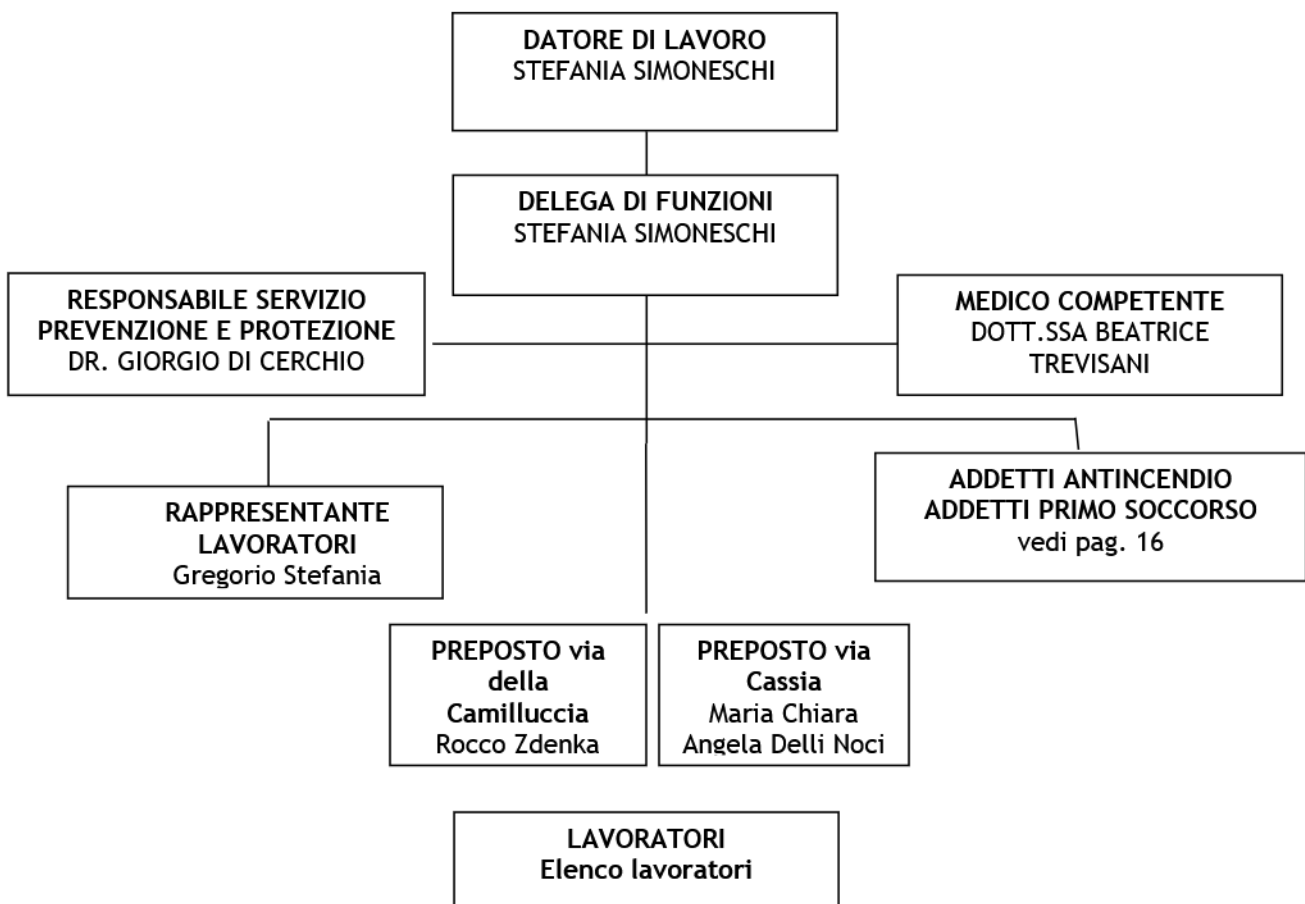 DATORE DI LAVORO
STEFANIA SIMONESCHI
DELEGA DI FUNZIONI
STEFANIA SIMONESCHI
RESPONSABILE SERVIZIO
PREVENZIONE E PROTEZIONE
DR. GIORGIO DI CERCHIO
MEDICO COMPETENTE
DOTT.SSA BEATRICE
TREVISANI
RAPPRESENTANTE
LAVORATORI
Gregorio Stefania
ADDETTI ANTINCENDIO
ADDETTI PRIMO SOCCORSO
vedi pag. 16
PREPOSTO via
della
Camilluccia
Rocco Zdenka
PREPOSTO via
Cassia
Maria Chiara
Angela Delli Noci
LAVORATORI
Elenco lavoratori